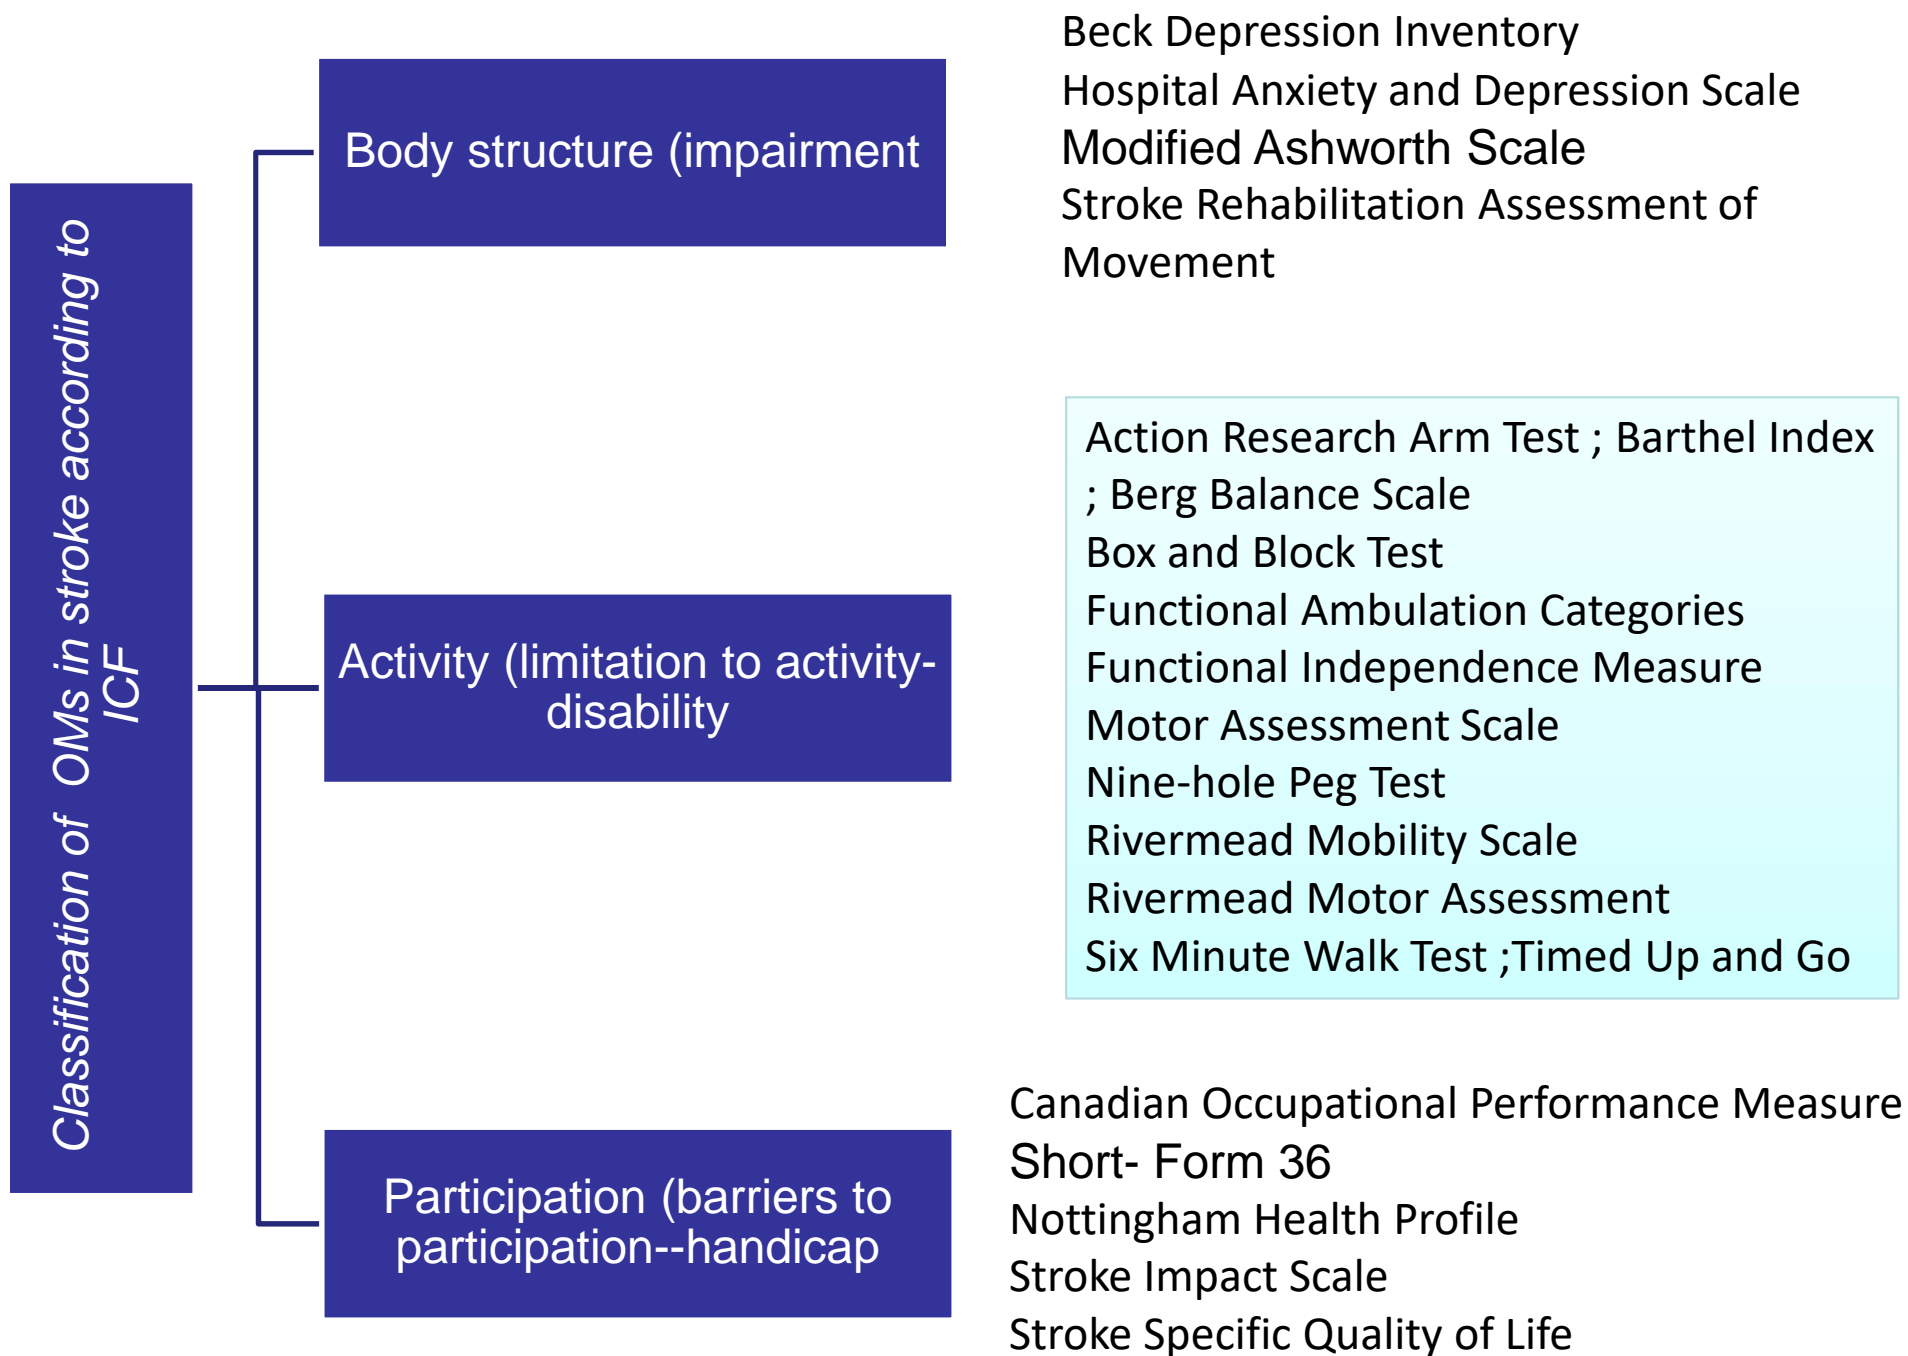 Classification of  OMs in stroke according to
ICF
Body structure (impairment
Beck Depression Inventory
Hospital Anxiety and Depression Scale
Modified Ashworth Scale
Stroke Rehabilitation Assessment of
Movement
Activity (limitation to activity-
disability
Action Research Arm Test ; Barthel Index
; Berg Balance Scale
Box and Block Test
Functional Ambulation Categories
Functional Independence Measure
Motor Assessment Scale
Nine-hole Peg Test
Rivermead Mobility Scale
Rivermead Motor Assessment
Six Minute Walk Test ;Timed Up and Go
Participation (barriers to
participation--handicap
Canadian Occupational Performance Measure
Short- Form 36
Nottingham Health Profile
Stroke Impact Scale
Stroke Specific Quality of Life